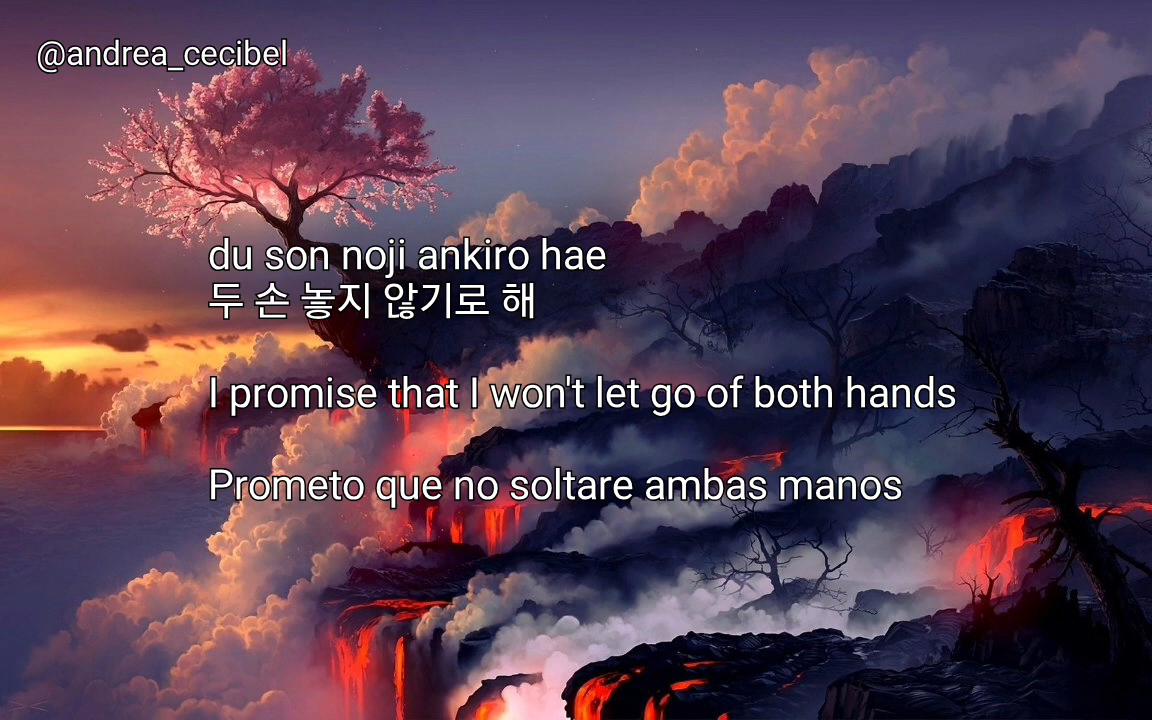 @andrea_cecibel
du son noji ankiro hae
두 손 놓지 않기로 해
I promise that I won't let go of both hands
Prometo que no soltare ambas manos